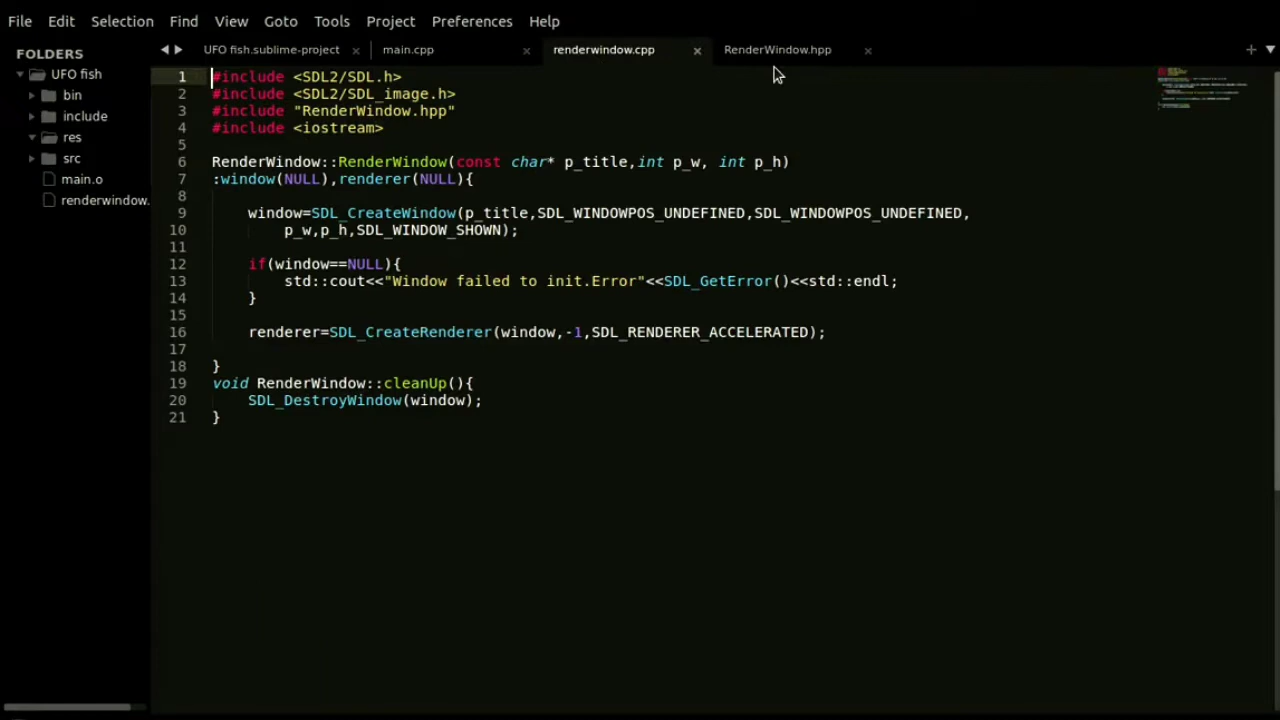 File Edit Selection Find View Goto Tools Project Preferences Help
FOLDERS
UFO fish
bin
include
res
src
main.o
renderwindow.
UFO fish.sublime-project × main.cpp × renderwindow.cpp × RenderWindow.hpp × +
1 #include <SDL2/SDL.h>
2 #include <SDL2/SDL_image.h>
3 #include "RenderWindow.hpp"
4 #include <iostream>
5
6 RenderWindow::RenderWindow(const char* p_title,int p_w, int p_h)
7 :window(NULL),renderer(NULL){
8
9 window=SDL_CreateWindow(p_title,SDL_WINDOWPOS_UNDEFINED,SDL_WINDOWPOS_UNDEFINED,
10 p_w,p_h,SDL_WINDOW_SHOWN);
11
12 if(window==NULL){
13 std::cout<<"Window failed to init.Error"<<SDL_GetError()<<std::endl;
14 }
15
16 renderer=SDL_CreateRenderer(window,-1,SDL_RENDERER_ACCELERATED);
17
18 }
19 void RenderWindow::cleanUp(){
20 SDL_DestroyWindow(window);
21 }